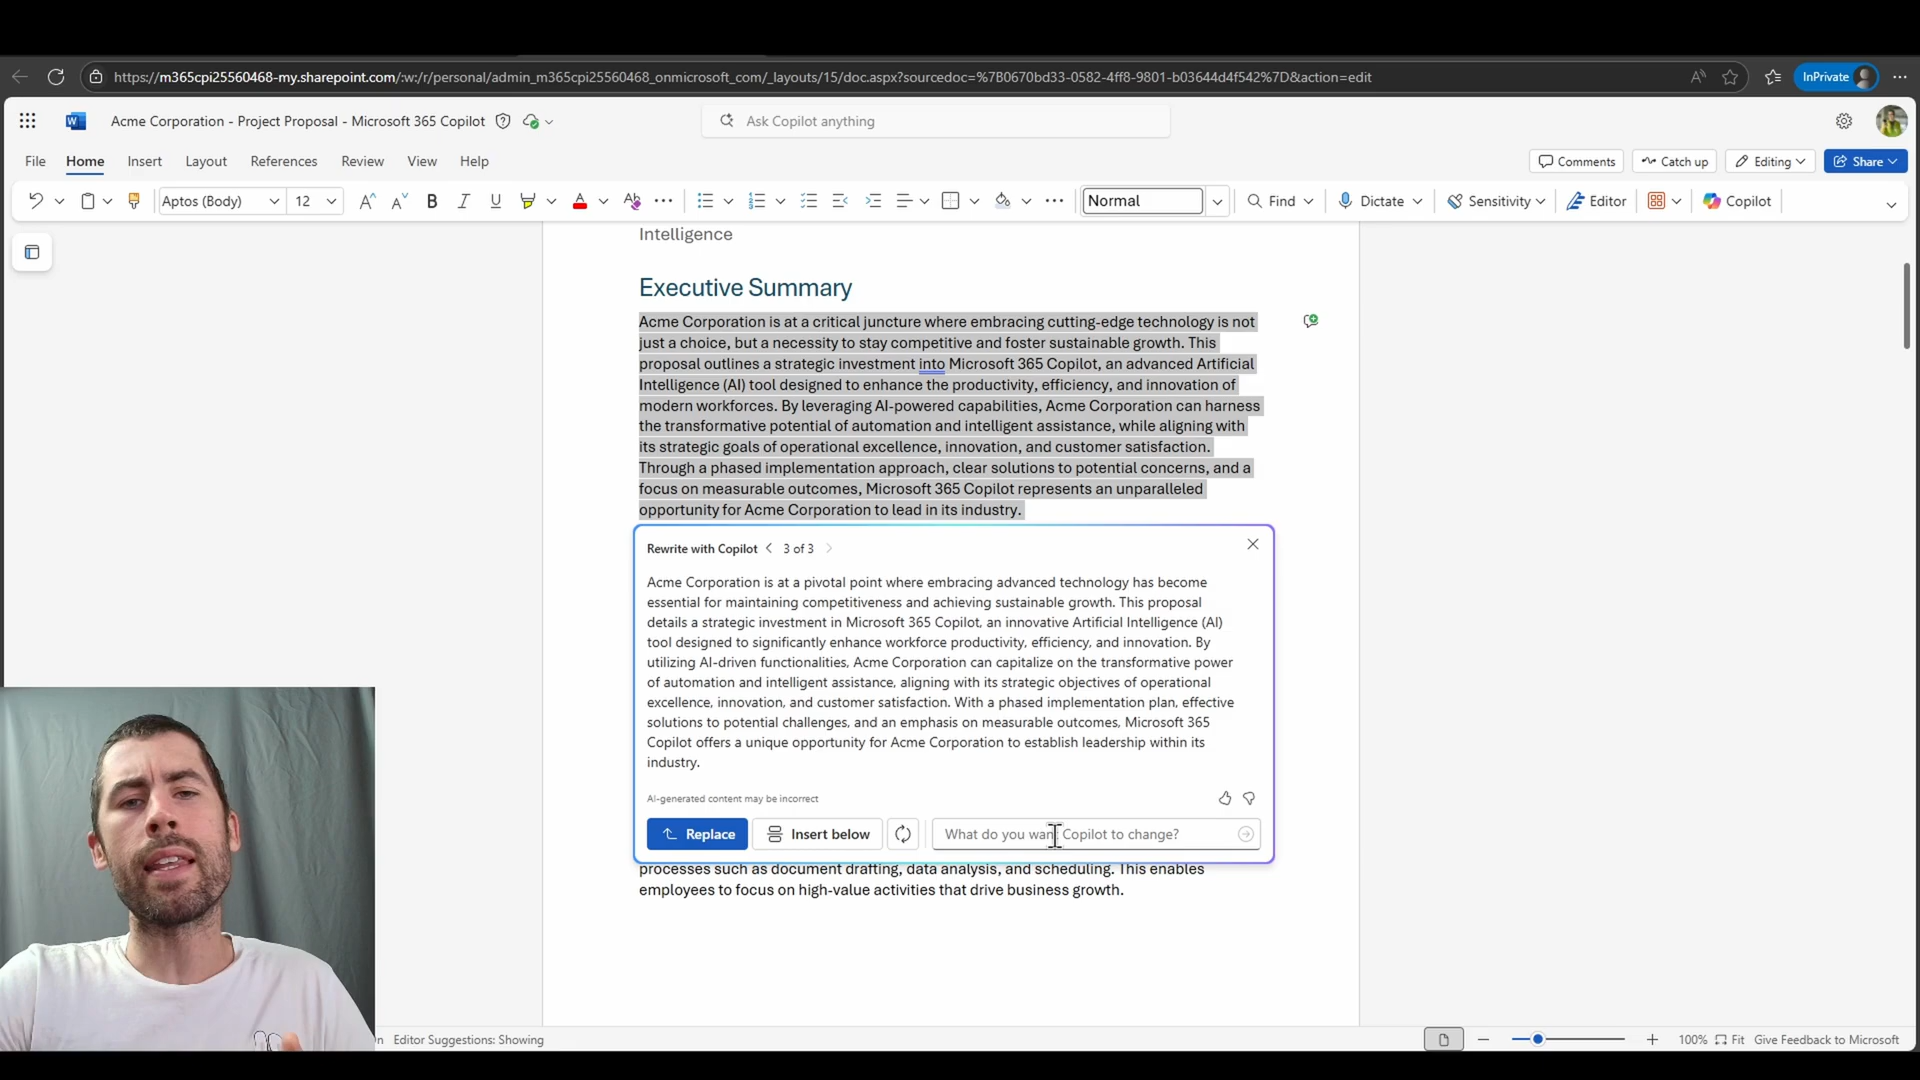 https://m365cpi25560468-my.sharepoint.com/:w:/r/personal/admin_m365cpi25560468_onmicrosoft_com/_layouts/15/doc.aspx?sourcedoc=%7B0670bd33-0582-4ff8-9801-b03644d4f542%7D&action=edit
InPrivate
Acme Corporation - Project Proposal - Microsoft 365 Copilot
Ask Copilot anything
File Home Insert Layout References Review View Help
Comments Catch up Editing Share
Aptos (Body) 12 B I U A Normal Find Dictate Sensitivity Editor Copilot
Intelligence
Executive Summary
Acme Corporation is at a critical juncture where embracing cutting-edge technology is not
just a choice, but a necessity to stay competitive and foster sustainable growth. This
proposal outlines a strategic investment into Microsoft 365 Copilot, an advanced Artificial
Intelligence (AI) tool designed to enhance the productivity, efficiency, and innovation of
modern workforces. By leveraging AI-powered capabilities, Acme Corporation can harness
the transformative potential of automation and intelligent assistance, while aligning with
its strategic goals of operational excellence, innovation, and customer satisfaction.
Through a phased implementation approach, clear solutions to potential concerns, and a
focus on measurable outcomes, Microsoft 365 Copilot represents an unparalleled
opportunity for Acme Corporation to lead in its industry.
Rewrite with Copilot 3 of 3
Acme Corporation is at a pivotal point where embracing advanced technology has become
essential for maintaining competitiveness and achieving sustainable growth. This proposal
details a strategic investment in Microsoft 365 Copilot, an innovative Artificial Intelligence (AI)
tool designed to significantly enhance workforce productivity, efficiency, and innovation. By
utilizing AI-driven functionalities, Acme Corporation can capitalize on the transformative power
of automation and intelligent assistance, aligning with its strategic objectives of operational
excellence, innovation, and customer satisfaction. With a phased implementation plan, effective
solutions to potential challenges, and an emphasis on measurable outcomes, Microsoft 365
Copilot offers a unique opportunity for Acme Corporation to establish leadership within its
industry.
AI-generated content may be incorrect
Replace Insert below What do you want Copilot to change?
processes such as document drafting, data analysis, and scheduling. This enables
employees to focus on high-value activities that drive business growth.
Editor Suggestions: Showing
100% Fit Give Feedback to Microsoft